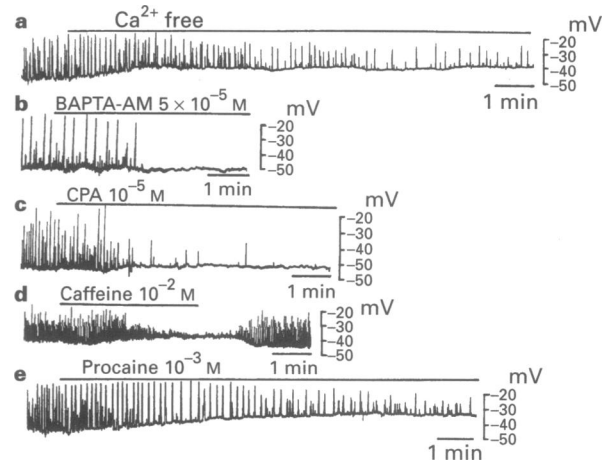 a Ca²⁺ free mV
-20
-30
-40
-50
1 min
b BAPTA-AM 5 × 10⁻⁵ M mV
-20
-30
-40
-50
1 min
c CPA 10⁻⁵ M mV
-20
-30
-40
-50
1 min
d Caffeine 10⁻² M mV
-20
-30
-40
-50
1 min
e Procaine 10⁻³ M mV
-20
-30
-40
-50
1 min